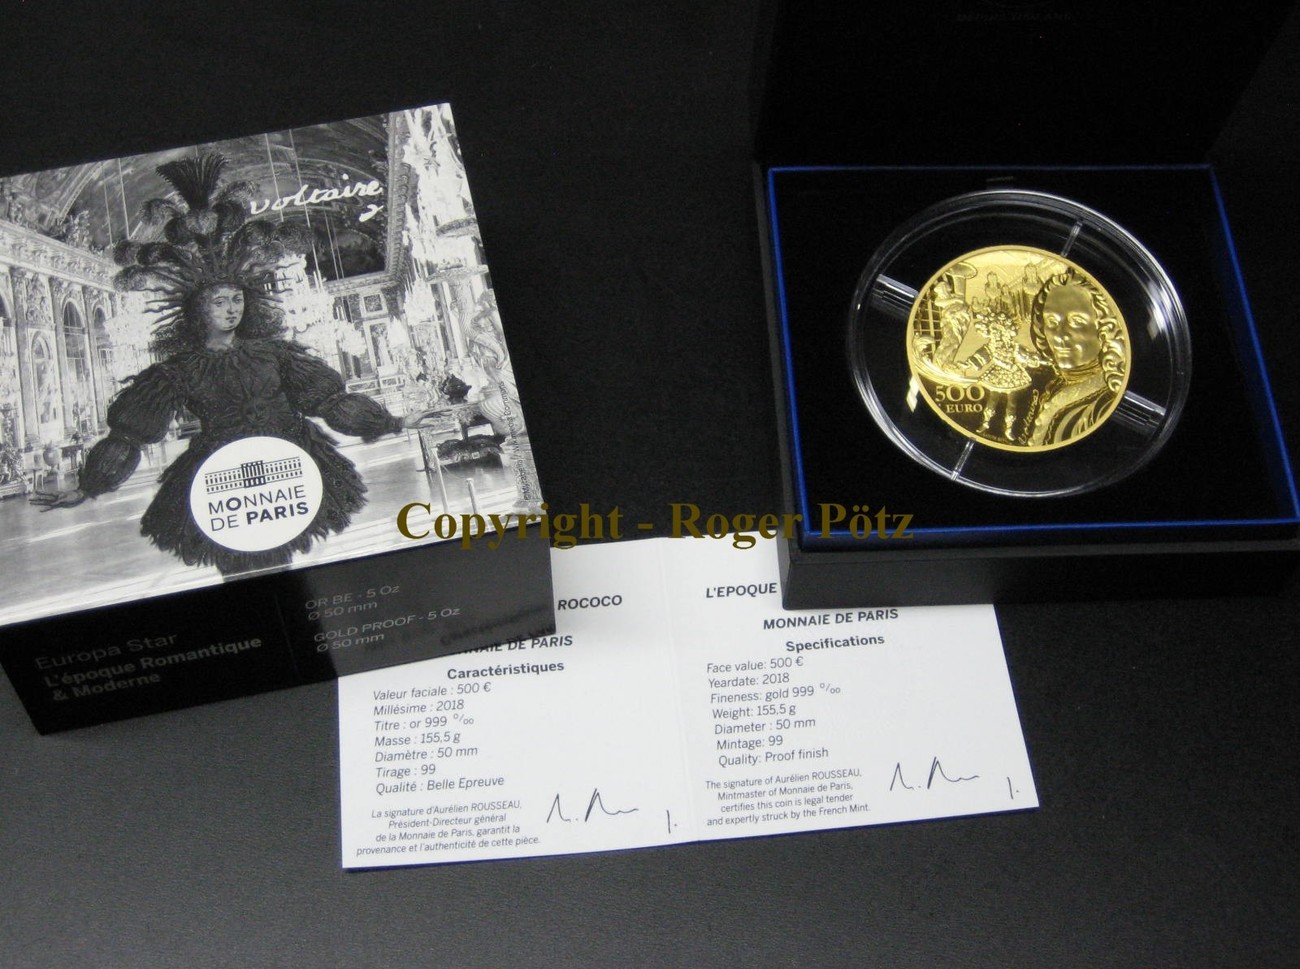 voltaire
MONNAIE
DE PARIS
Europa Star
L'époque Romantique
& Moderne
OR BE - 5 Oz
Ø 50 mm
GOLD PROOF - 5 Oz
Ø 50 mm
500
EURO
Copyright - Roger Pötz
ROCOCO
DE PARIS
Caractéristiques
Valeur faciale : 500 €
Millésime : 2018
Titre : or 999 ‰
Masse : 155,5 g
Diamètre : 50 mm
Tirage : 99
Qualité : Belle Epreuve
La signature d'Aurélien ROUSSEAU,
Président-Directeur général
de la Monnaie de Paris, garantit la
provenance et l'authenticité de cette pièce.
L'EPOQUE
MONNAIE DE PARIS
Specifications
Face value: 500 €
Yeardate: 2018
Fineness: gold 999 ‰
Weight: 155,5 g
Diameter: 50 mm
Mintage: 99
Quality: Proof finish
The signature of Aurélien ROUSSEAU,
Mintmaster of Monnaie de Paris,
certifies this coin is legal tender
and expertly struck by the French Mint.